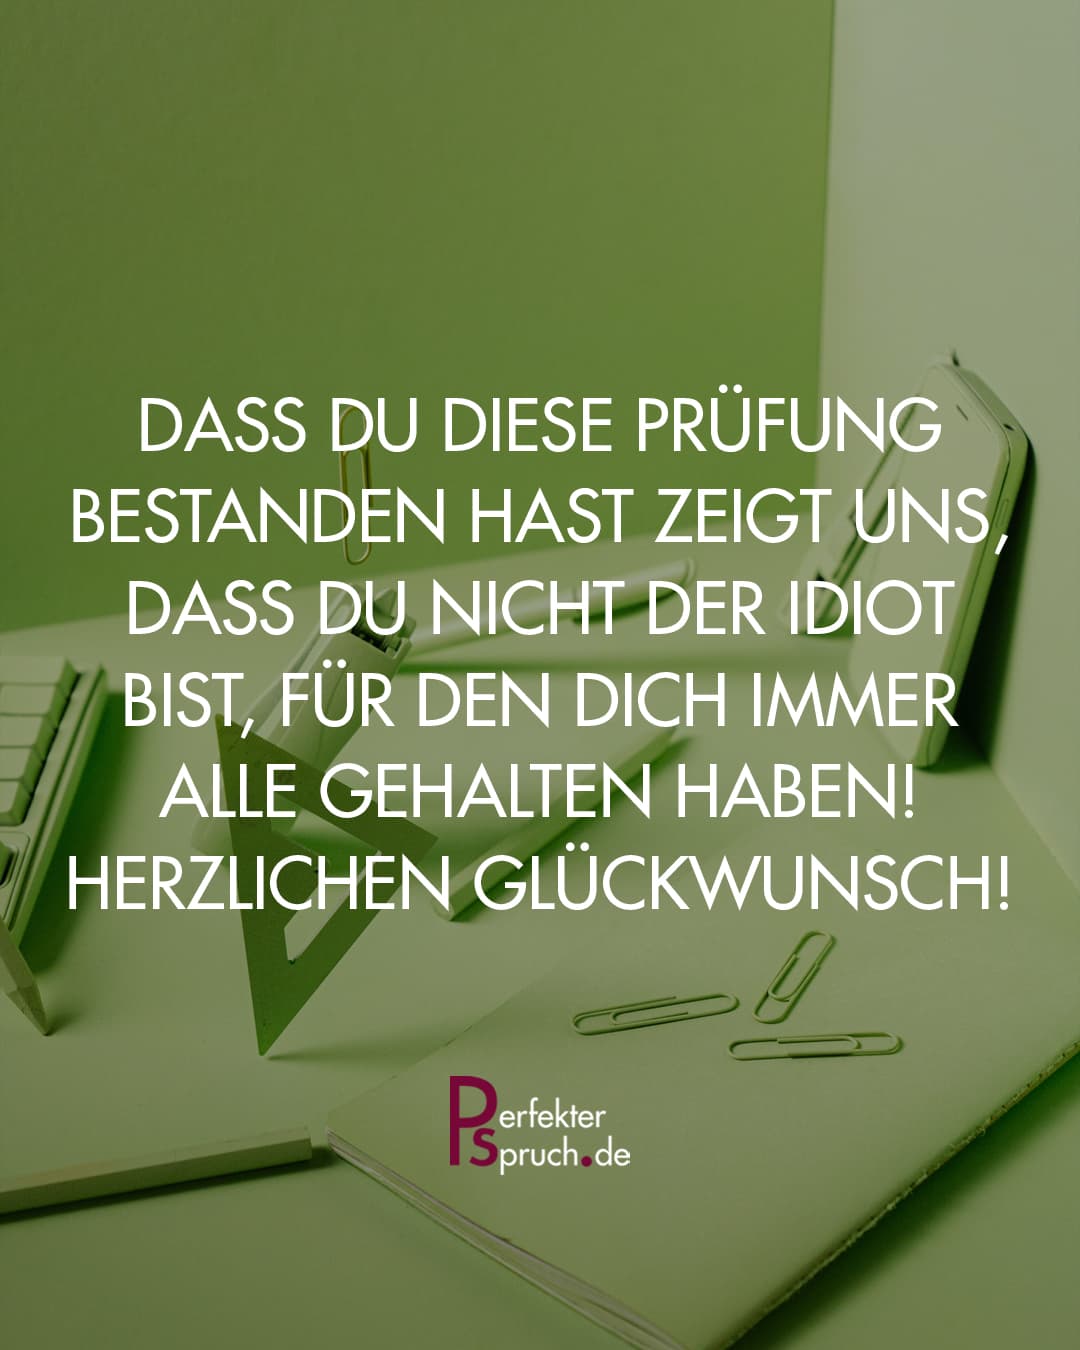 DASS DU DIESE PRÜFUNG
BESTANDEN HAST ZEIGT UNS,
DASS DU NICHT DER IDIOT
BIST, FÜR DEN DICH IMMER
ALLE GEHALTEN HABEN!
HERZLICHEN GLÜCKWUNSCH!
Perfekter
Spruch.de